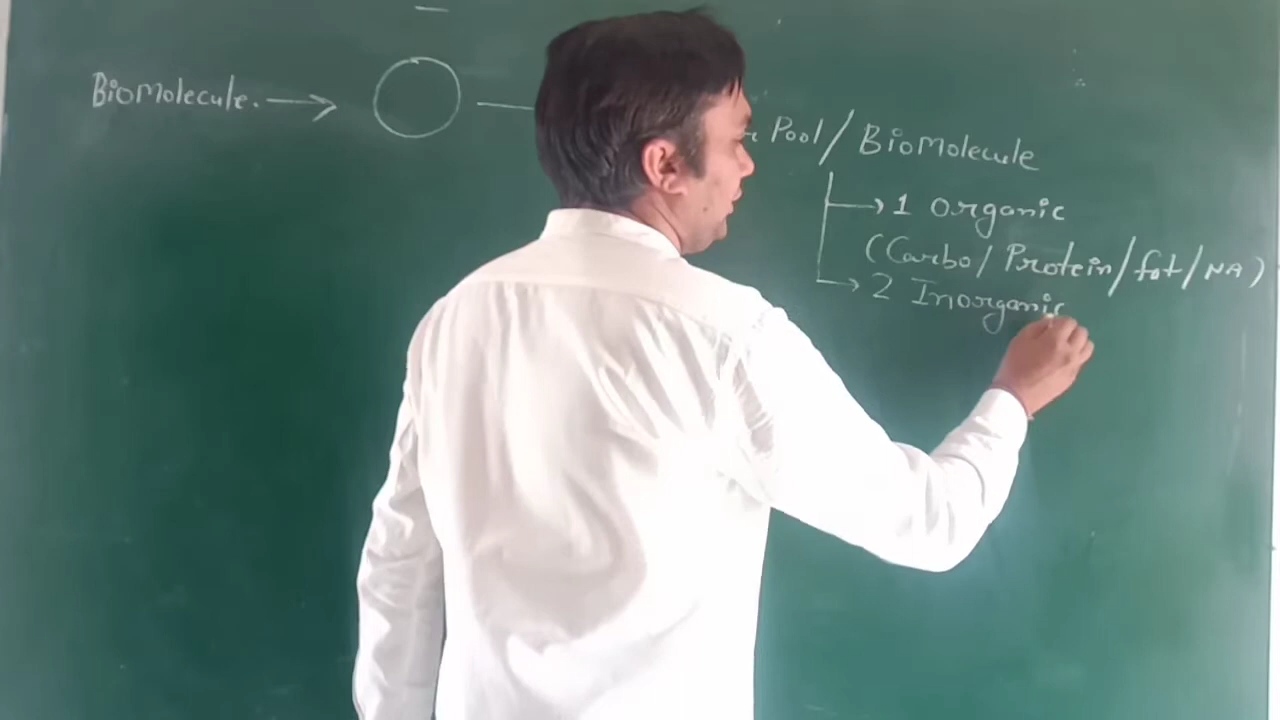 Biomolecule. →
Pool / Biomolecule
→ 1 Organic
(Carbo / Protein / fat / NA)
→ 2 Inorganic